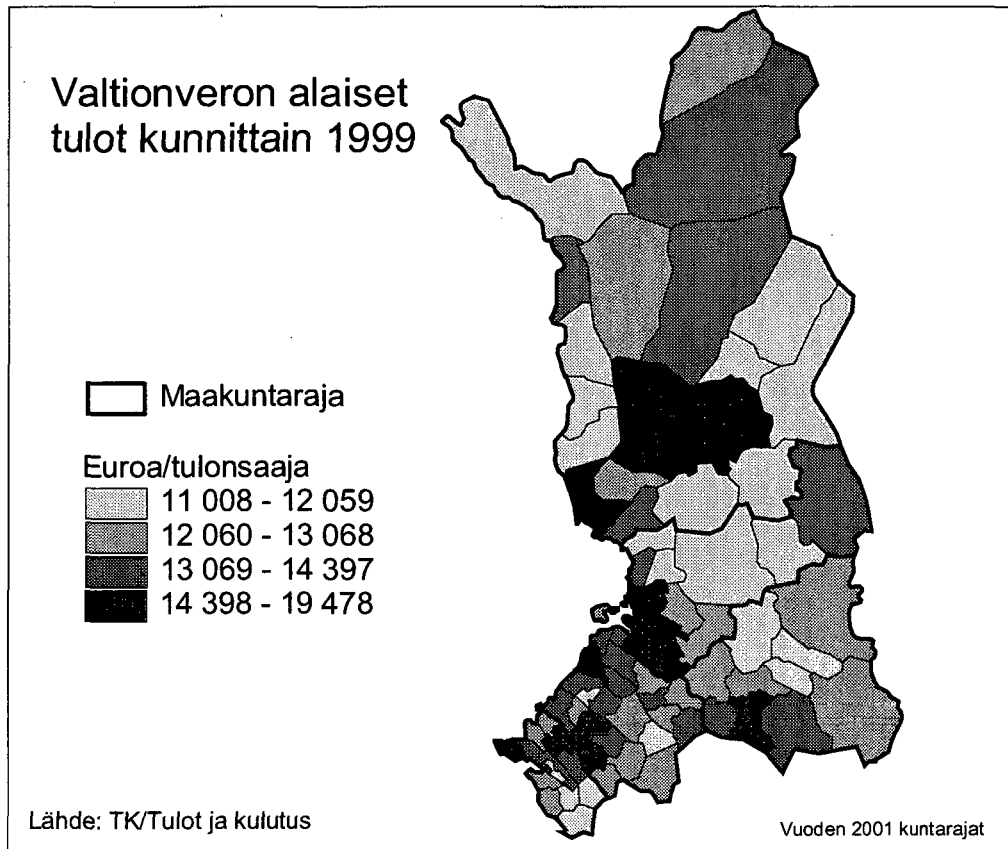 Valtionveron alaiset
tulot kunnittain 1999
Maakuntaraja
Euroa/tulonsaaja
11 008 - 12 059
12 060 - 13 068
13 069 - 14 397
14 398 - 19 478
Lähde: TK/Tulot ja kulutus
Vuoden 2001 kuntarajat